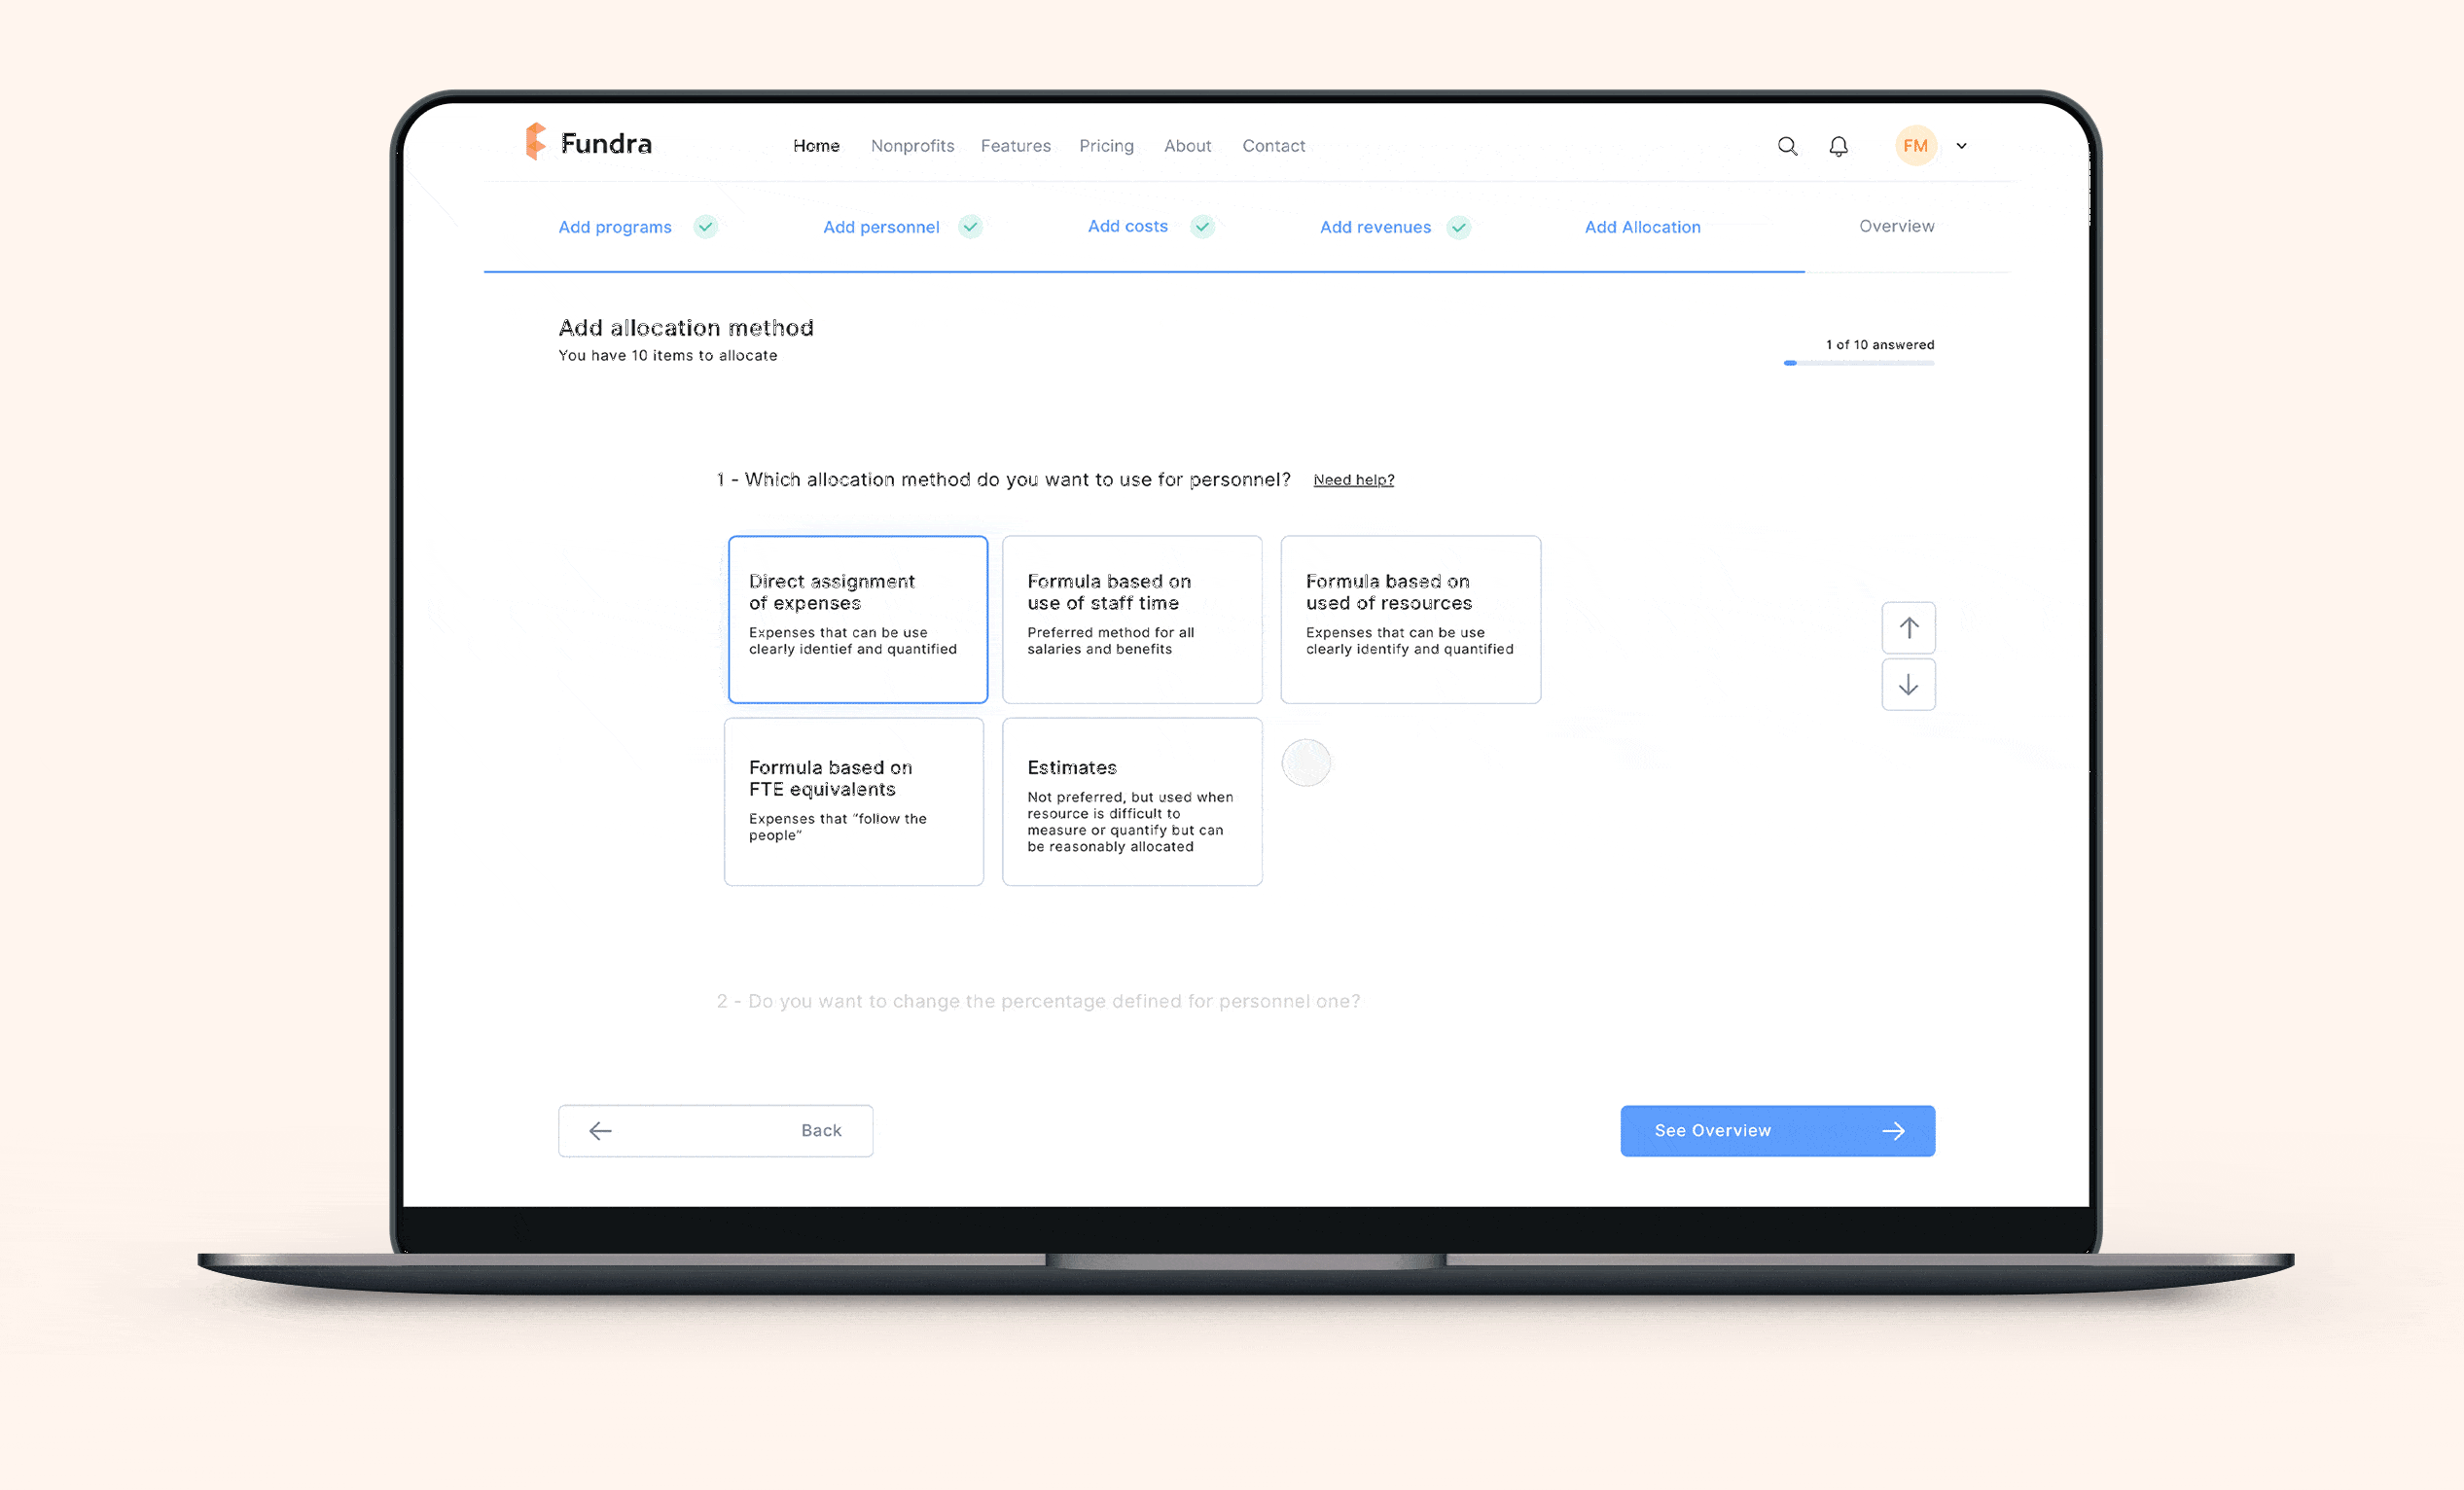 Fundra
Home Nonprofits Features Pricing About Contact
FM
Add programs Add personnel Add costs Add revenues Add Allocation Overview
Add allocation method
You have 10 items to allocate
1 of 10 answered
1 - Which allocation method do you want to use for personnel? Need help?
Direct assignment
of expenses
Expenses that can be use
clearly identief and quantified
Formula based on
use of staff time
Preferred method for all
salaries and benefits
Formula based on
used of resources
Expenses that can be use
clearly identify and quantified
Formula based on
FTE equivalents
Expenses that “follow the
people”
Estimates
Not preferred, but used when
resource is difficult to
measure or quantify but can
be reasonably allocated
2 - Do you want to change the percentage defined for personnel one?
Back
See Overview